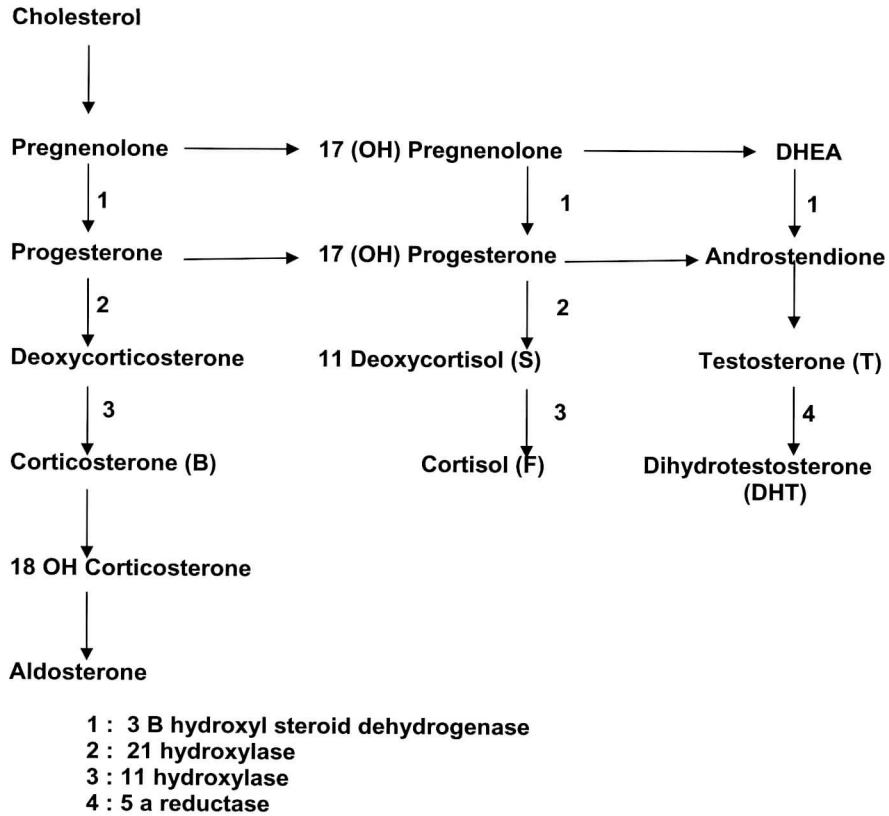 Cholesterol
Pregnenolone 17 (OH) Pregnenolone DHEA
1 1 1
Progesterone 17 (OH) Progesterone Androstendione
2 2
Deoxycorticosterone 11 Deoxycortisol (S) Testosterone (T)
3 3 4
Corticosterone (B) Cortisol (F) Dihydrotestosterone
(DHT)
18 OH Corticosterone
Aldosterone
1 : 3 B hydroxyl steroid dehydrogenase
2 : 21 hydroxylase
3 : 11 hydroxylase
4 : 5 a reductase